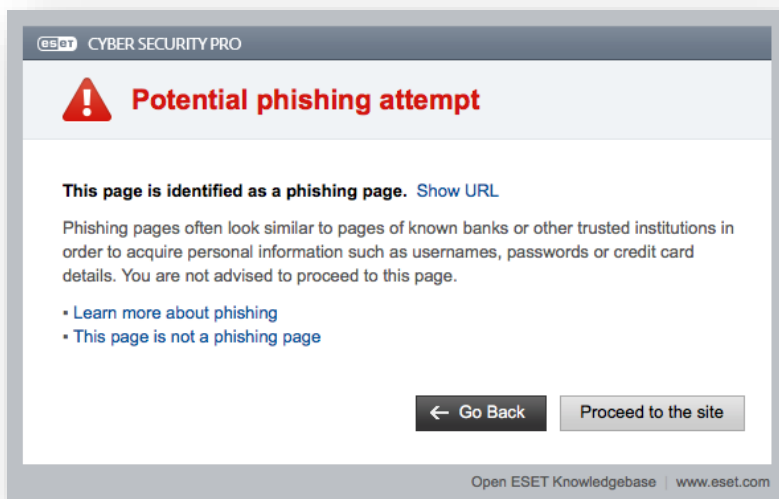 eset CYBER SECURITY PRO
Potential phishing attempt
This page is identified as a phishing page. Show URL
Phishing pages often look similar to pages of known banks or other trusted institutions in
order to acquire personal information such as usernames, passwords or credit card
details. You are not advised to proceed to this page.
▪ Learn more about phishing
▪ This page is not a phishing page
← Go Back Proceed to the site
Open ESET Knowledgebase | www.eset.com